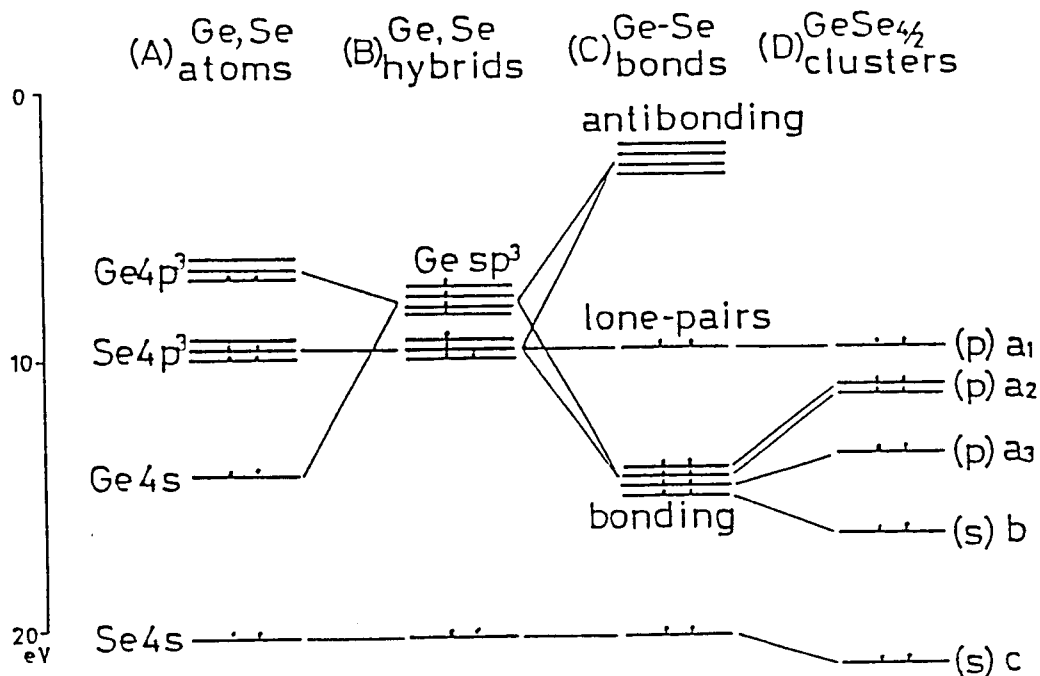 (A) Ge, Se atoms
(B) Ge, Se hybrids
(C) Ge-Se bonds
(D) GeSe4/2 clusters
0
antibonding
Ge4p³
Ge sp³
lone-pairs
Se4p³
10
(p) a₁
(p) a₂
(p) a₃
Ge4s
bonding
(s) b
20
eV
Se4s
(s) c